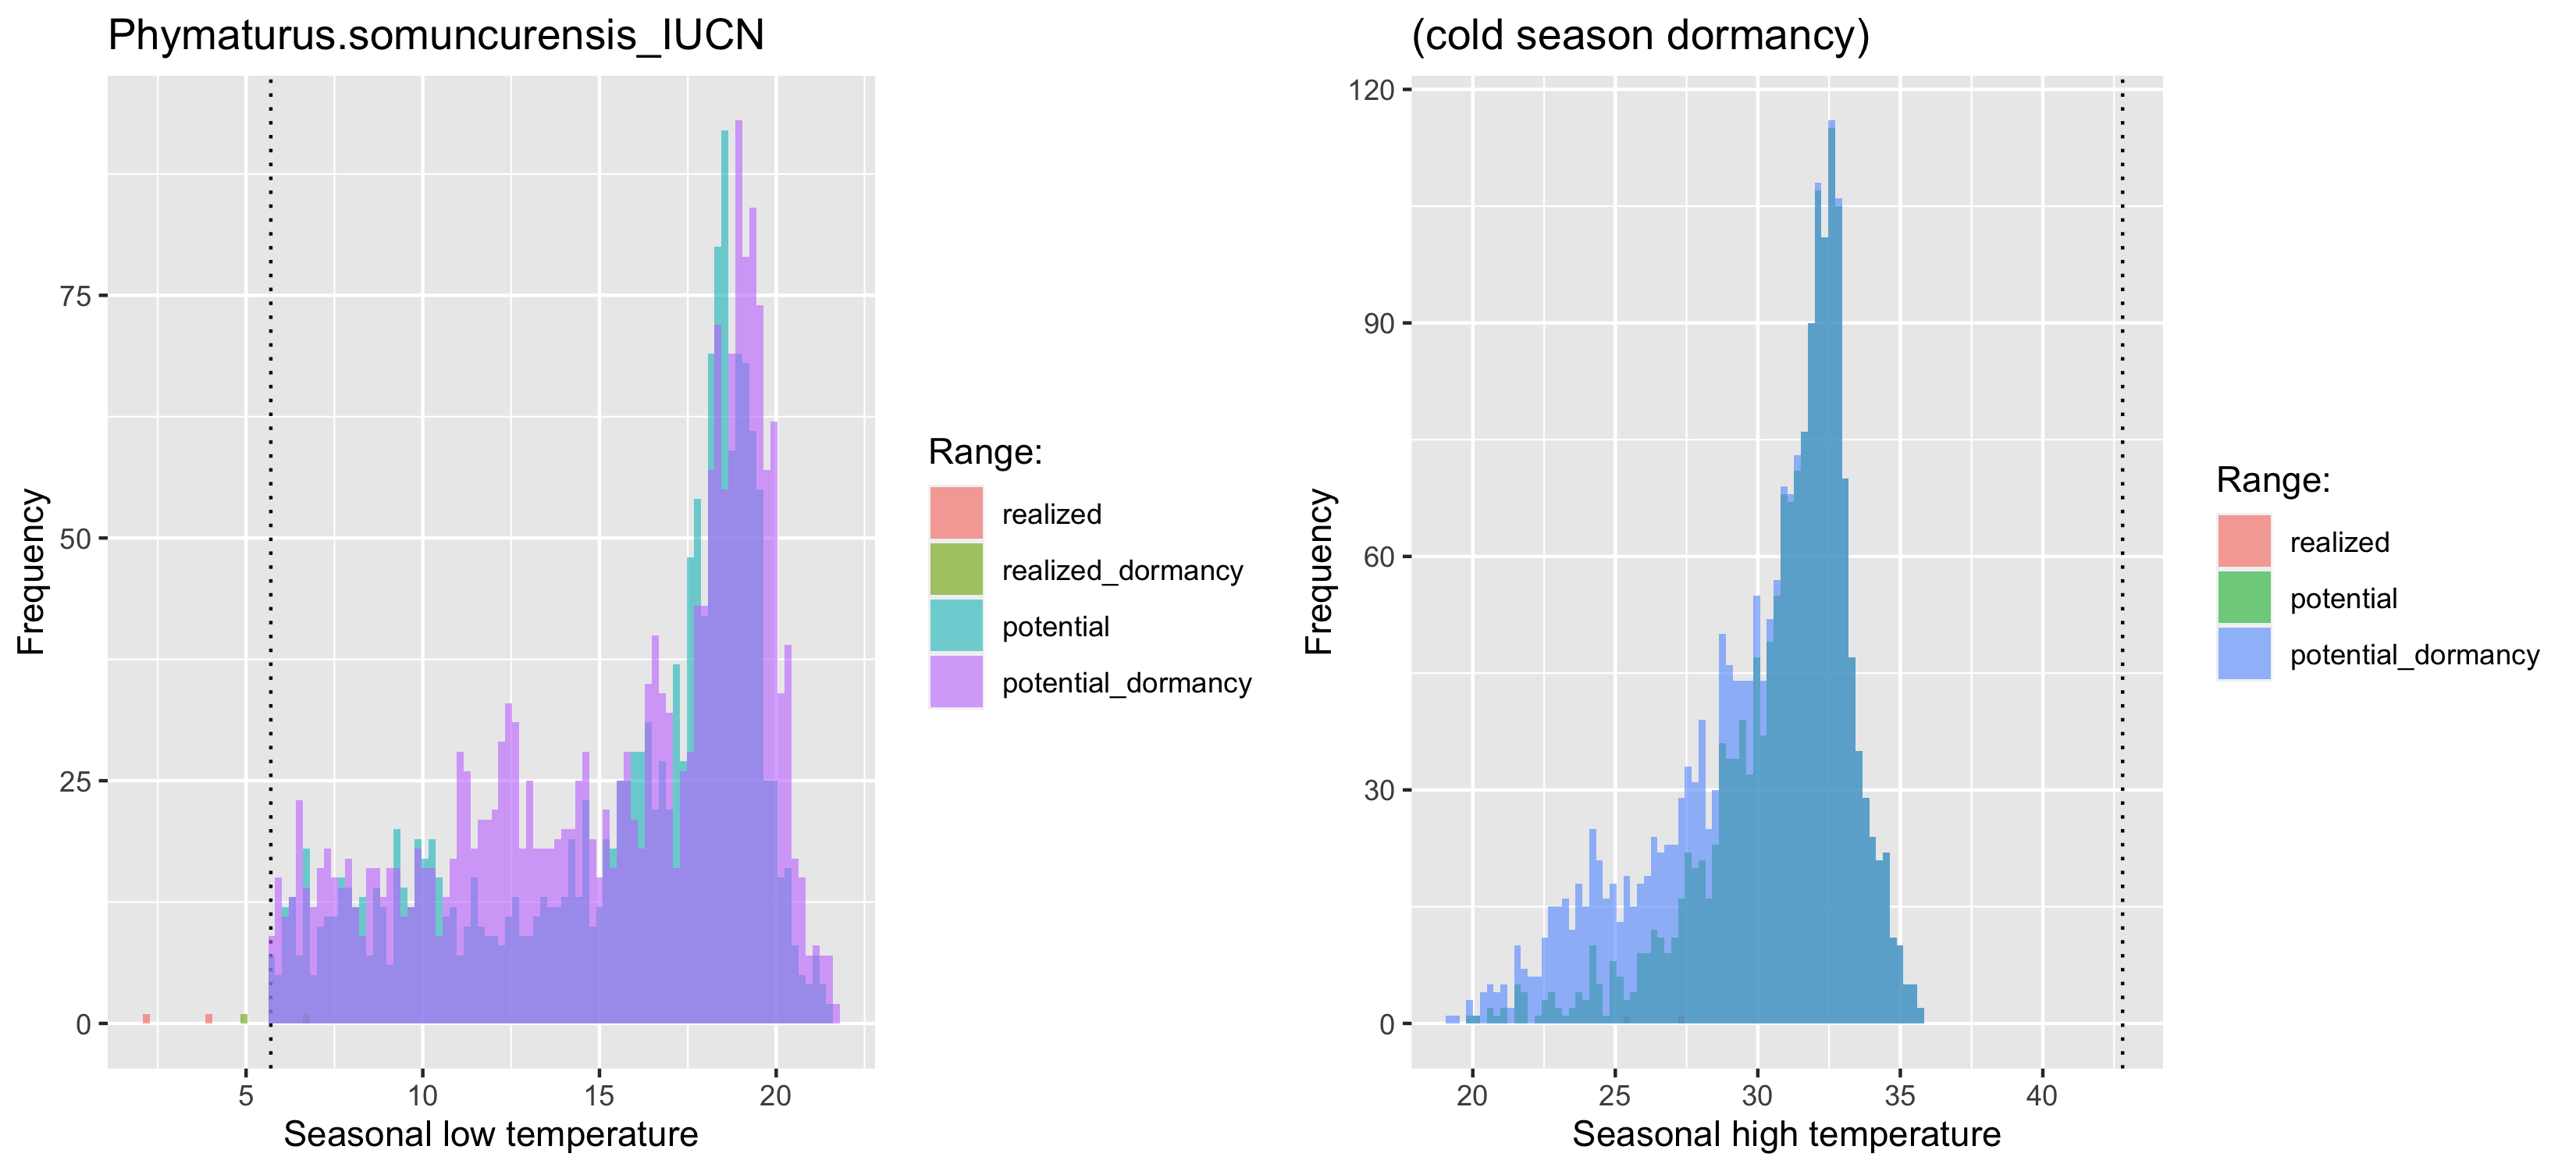 Phymaturus.somuncurensis_IUCN
75
50
25
0
5 10 15 20
Frequency
Seasonal low temperature
Range:
realized
realized_dormancy
potential
potential_dormancy
(cold season dormancy)
120
90
60
30
0
20 25 30 35 40
Frequency
Seasonal high temperature
Range:
realized
potential
potential_dormancy